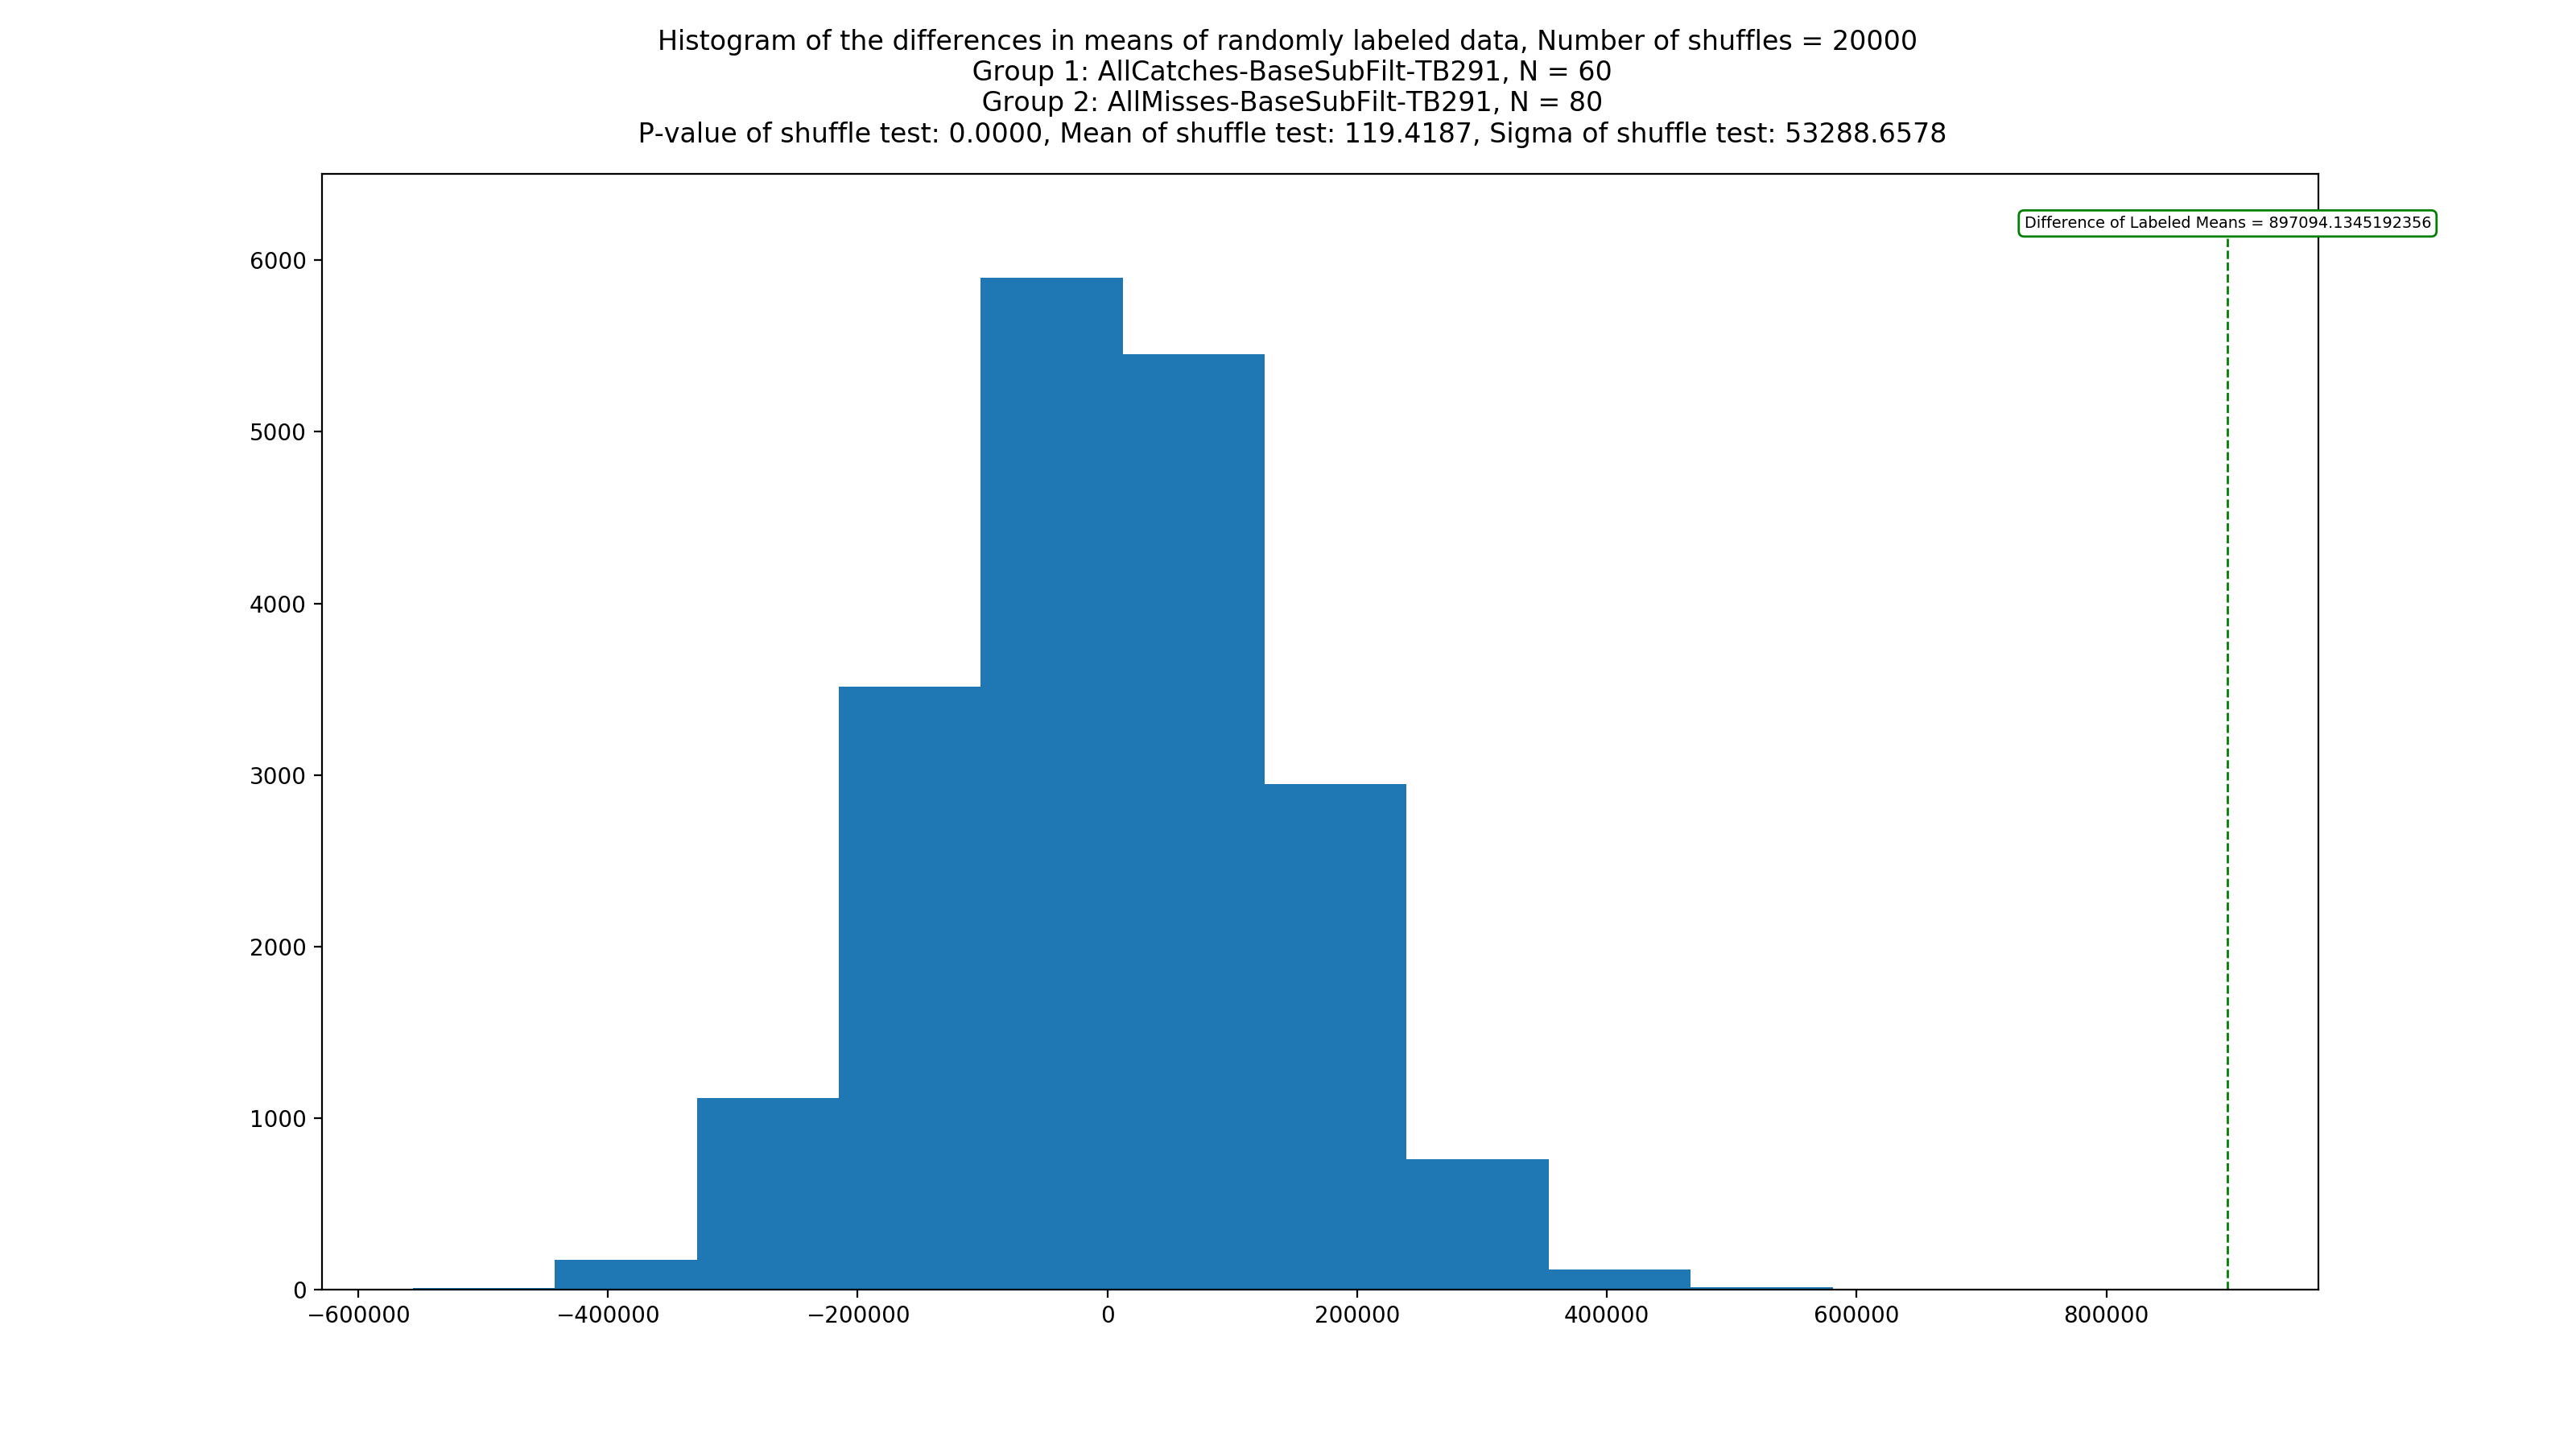 Histogram of the differences in means of randomly labeled data, Number of shuffles = 20000
Group 1: AllCatches-BaseSubFilt-TB291, N = 60
Group 2: AllMisses-BaseSubFilt-TB291, N = 80
P-value of shuffle test: 0.0000, Mean of shuffle test: 119.4187, Sigma of shuffle test: 53288.6578
Difference of Labeled Means = 897094.1345192356
6000
5000
4000
3000
2000
1000
0
−600000 −400000 −200000 0 200000 400000 600000 800000